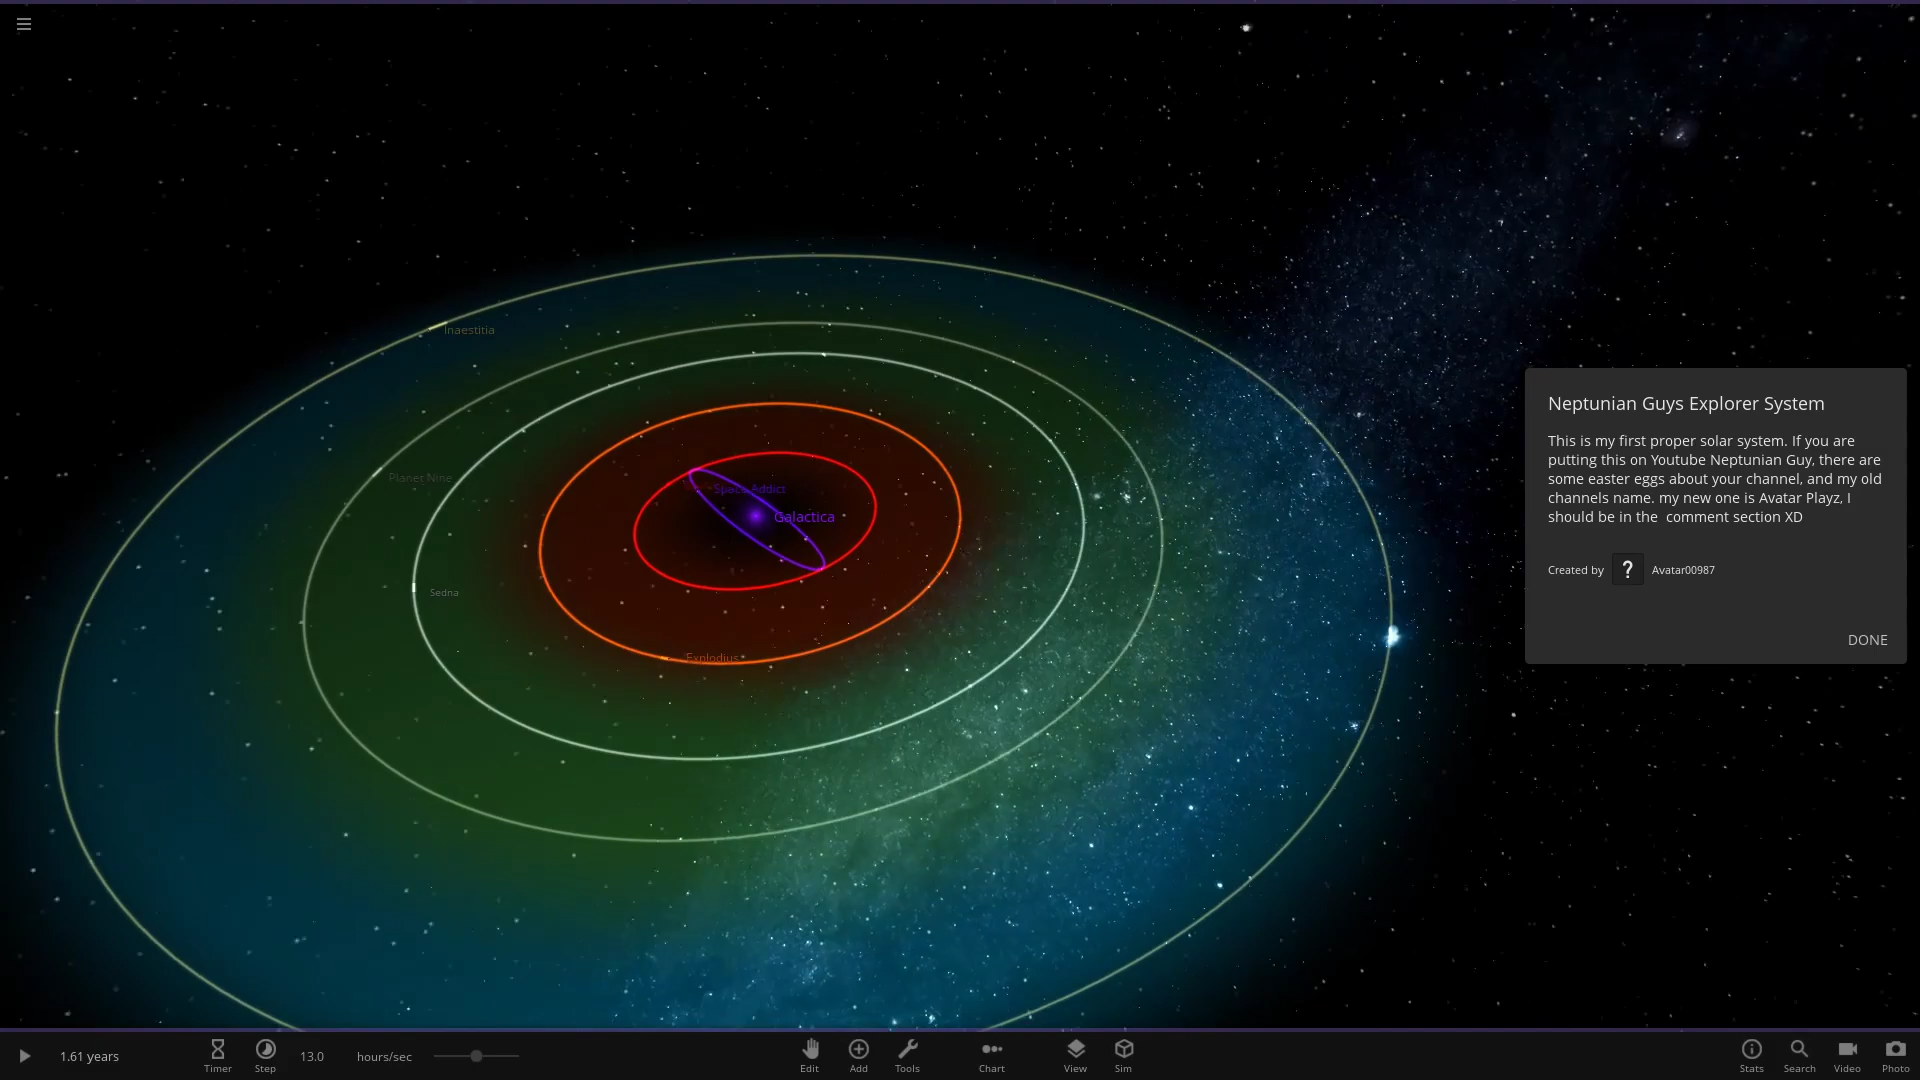 Inaestitia
Planet Nine
Space Addict
Galactica
Sedna
Explodius
Neptunian Guys Explorer System
This is my first proper solar system. If you are
putting this on Youtube Neptunian Guy, there are
some easter eggs about your channel, and my old
channels name. my new one is Avatar Playz, I
should be in the  comment section XD
Created by ? Avatar00987
DONE
1.61 years
Timer
Step
13.0 hours/sec
Edit
Add
Tools
Chart
View
Sim
Stats
Search
Video
Photo